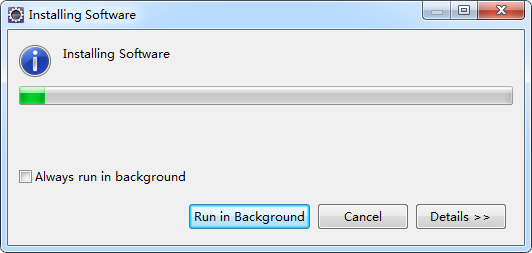 Installing Software
Installing Software
Always run in background
Run in Background
Cancel
Details >>